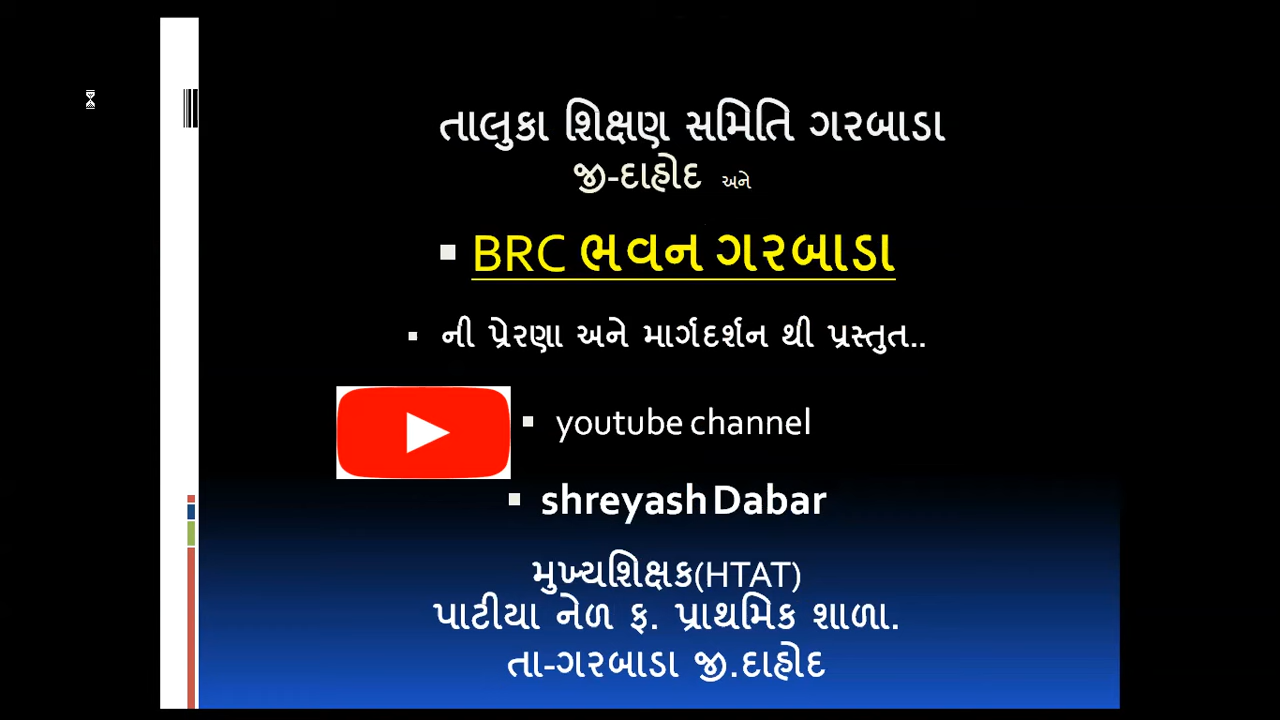 તાલુકા શિક્ષણ સમિતિ ગરબાડા
જી-દાહોદ અને
BRC ભવન ગરબાડા
ની પ્રેરણા અને માર્ગદર્શન થી પ્રસ્તુત..
youtube channel
shreyash Dabar
મુખ્યશિક્ષક(HTAT)
પાટીયા નેળ ફ. પ્રાથમિક શાળા.
તા-ગરબાડા જી.દાહોદ